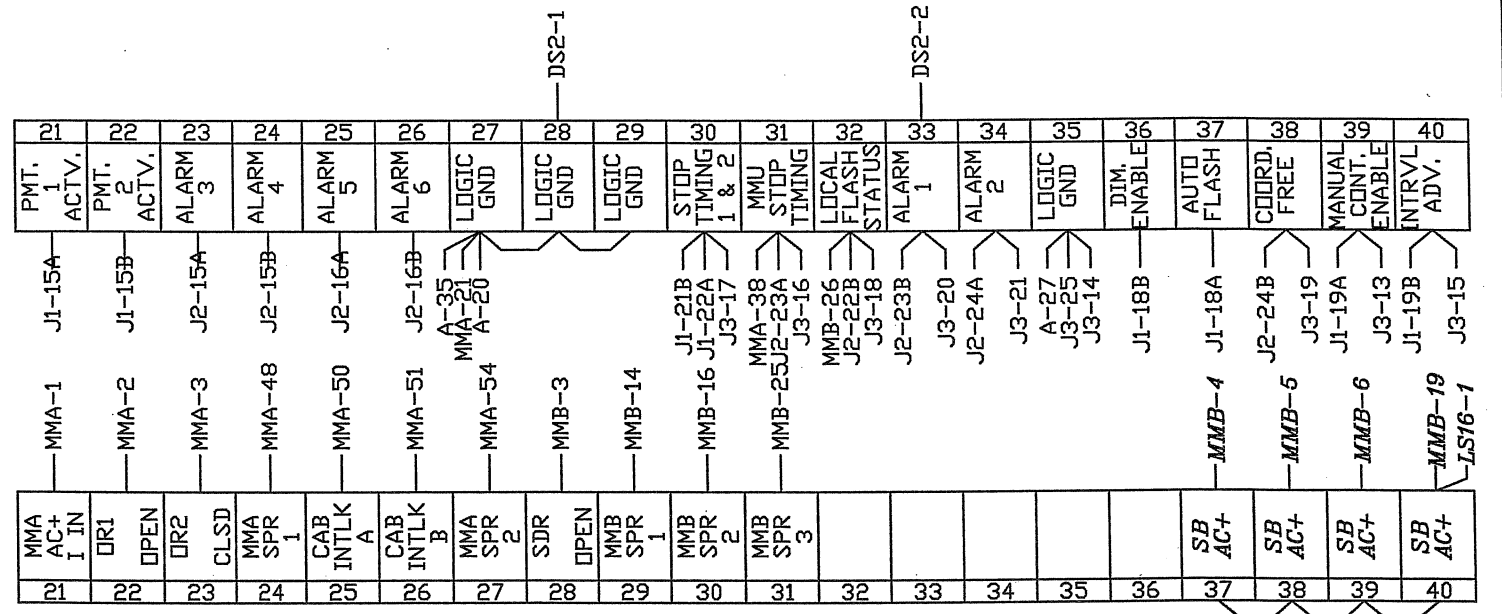 DS2-1
DS2-2
21 22 23 24 25 26 27 28 29 30 31 32 33 34 35 36 37 38 39 40
PMT. 1 ACTV.
PMT. 2 ACTV.
ALARM 3
ALARM 4
ALARM 5
ALARM 6
LOGIC GND
LOGIC GND
LOGIC GND
STOP TIMING 1 & 2
MMU STOP TIMING
LOCAL FLASH STATUS
ALARM 1
ALARM 2
LOGIC GND
DIM. ENABLE
AUTO FLASH
COORD. FREE
MANUAL CONT. ENABLE
INTRVL ADV.
J1-15A
J1-15B
J2-15A
J2-15B
J2-16A
J2-16B
A-35
MMA-21
A-20
J1-21B
J1-22A
J3-17
MMA-38
J2-23A
J3-16
MMB-26
J2-22B
J3-18
J2-23B
J3-20
J2-24A
J3-21
A-27
J3-25
J3-14
J1-18B
J1-18A
J2-24B
J3-19
J1-19A
J3-13
J1-19B
J3-15
MMA-1
MMA-2
MMA-3
MMA-48
MMA-50
MMA-51
MMA-54
MMB-3
MMB-14
MMB-16
MMB-25
MMB-4
MMB-5
MMB-6
MMB-19
LS16-1
MMA AC+ I IN
OR1 OPEN
OR2 CLSD
MMA SPR 1
CAB INTLK A
CAB INTLK B
MMA SPR 2
SDR OPEN
MMB SPR 1
MMB SPR 2
MMB SPR 3
SB AC+
SB AC+
SB AC+
SB AC+
21 22 23 24 25 26 27 28 29 30 31 32 33 34 35 36 37 38 39 40